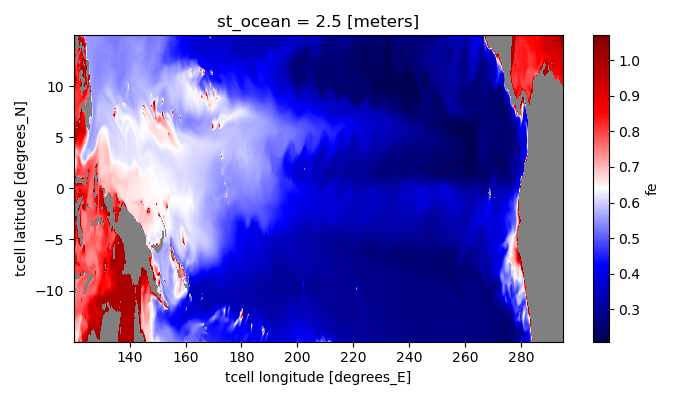 st_ocean = 2.5 [meters]
10
5
0
−5
−10
tcell latitude [degrees_N]
140 160 180 200 220 240 260 280
tcell longitude [degrees_E]
1.0
0.9
0.8
0.7
0.6
0.5
0.4
0.3
fe